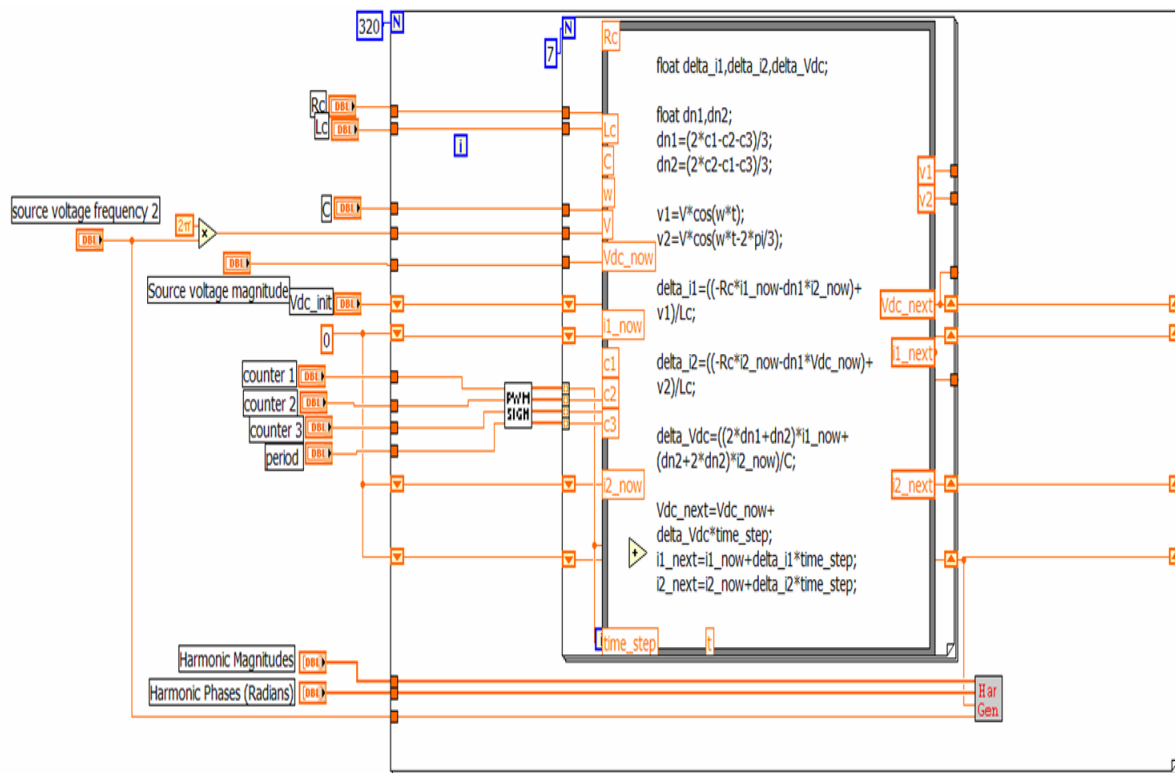 320
N
7
N
Rc
float delta_i1,delta_i2,delta_Vdc;
float dn1,dn2;
dn1=(2*c1-c2-c3)/3;
dn2=(2*c2-c1-c3)/3;
v1=V*cos(w*t);
v2=V*cos(w*t-2*pi/3);
delta_i1=((-Rc*i1_now-dn1*i2_now)+
v1)/Lc;
delta_i2=((-Rc*i2_now-dn1*Vdc_now)+
v2)/Lc;
delta_Vdc=((2*dn1+dn2)*i1_now+
(dn2+2*dn2)*i2_now)/C;
Vdc_next=Vdc_now+
delta_Vdc*time_step;
i1_next=i1_now+delta_i1*time_step;
i2_next=i2_now+delta_i2*time_step;
Lc
C
w
V
Vdc_now
i1_now
c1
c2
c3
i2_now
time_step
t
+
v1
v2
Vdc_next
i1_next
i2_next
Rc
DBL
Lc
DBL
i
C
DBL
source voltage frequency 2
DBL
2π
x
DBL
Source voltage magnitude
Vdc_init
DBL
0
counter 1
DBL
counter 2
DBL
counter 3
DBL
period
DBL
PWM
SIGN
Harmonic Magnitudes
[DBL]
Harmonic Phases (Radians)
[DBL]
Har
Gen